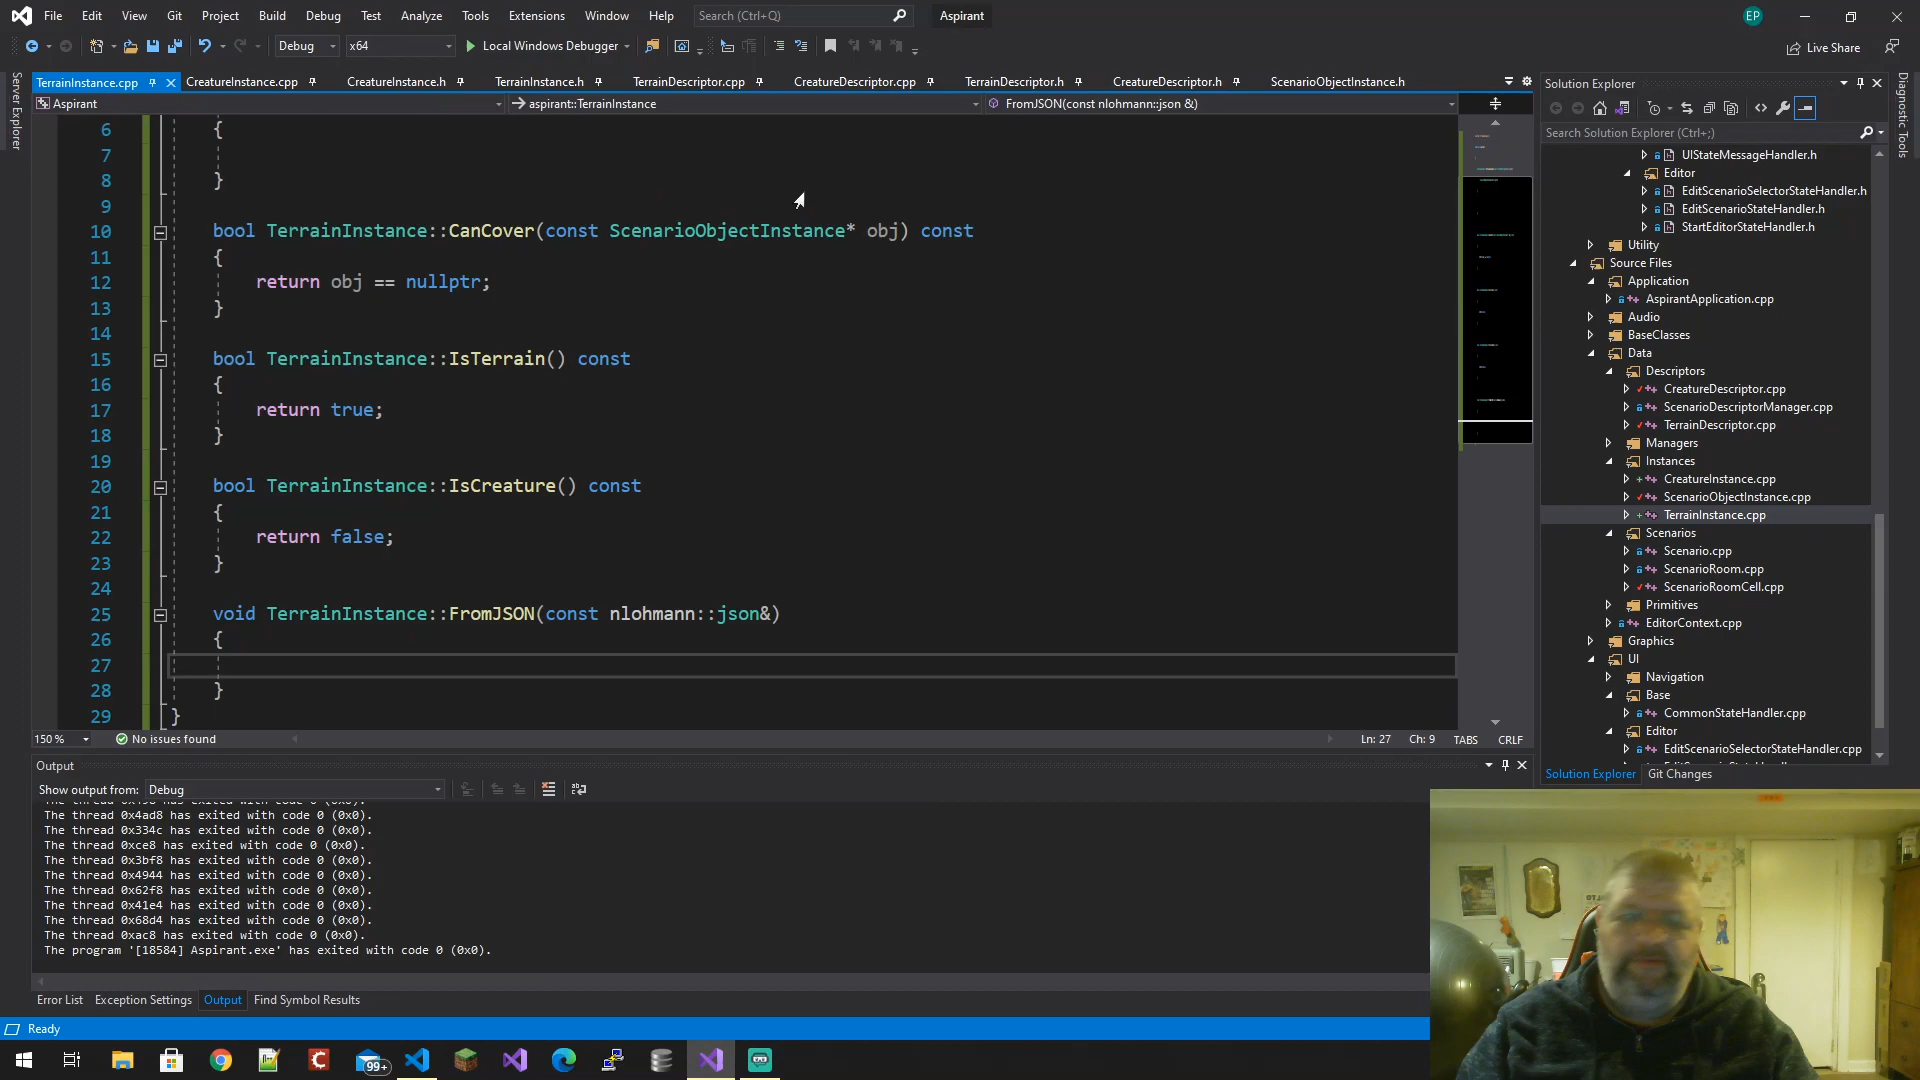 File Edit View Git Project Build Debug Test Analyze Tools Extensions Window Help Search (Ctrl+Q) Aspirant EP
Debug x64 Local Windows Debugger Live Share
TerrainInstance.cpp CreatureInstance.cpp CreatureInstance.h TerrainInstance.h TerrainDescriptor.cpp CreatureDescriptor.cpp TerrainDescriptor.h CreatureDescriptor.h ScenarioObjectInstance.h
Aspirant aspirant::TerrainInstance FromJSON(const nlohmann::json &)
Server Explorer
6 {
7
8 }
9
10 bool TerrainInstance::CanCover(const ScenarioObjectInstance* obj) const
11 {
12 return obj == nullptr;
13 }
14
15 bool TerrainInstance::IsTerrain() const
16 {
17 return true;
18 }
19
20 bool TerrainInstance::IsCreature() const
21 {
22 return false;
23 }
24
25 void TerrainInstance::FromJSON(const nlohmann::json&)
26 {
27
28 }
29 }
150 % No issues found Ln: 27 Ch: 9 TABS CRLF
Output
Show output from: Debug
The thread 0x4ad8 has exited with code 0 (0x0).
The thread 0x334c has exited with code 0 (0x0).
The thread 0xce8 has exited with code 0 (0x0).
The thread 0x3bf8 has exited with code 0 (0x0).
The thread 0x4944 has exited with code 0 (0x0).
The thread 0x62f8 has exited with code 0 (0x0).
The thread 0x41e4 has exited with code 0 (0x0).
The thread 0x68d4 has exited with code 0 (0x0).
The thread 0xac8 has exited with code 0 (0x0).
The program '[18584] Aspirant.exe' has exited with code 0 (0x0).
Error List Exception Settings Output Find Symbol Results
Ready
99+
Solution Explorer
Search Solution Explorer (Ctrl+;)
UIStateMessageHandler.h
Editor
EditScenarioSelectorStateHandler.h
EditScenarioStateHandler.h
StartEditorStateHandler.h
Utility
Source Files
Application
AspirantApplication.cpp
Audio
BaseClasses
Data
Descriptors
CreatureDescriptor.cpp
ScenarioDescriptorManager.cpp
TerrainDescriptor.cpp
Managers
Instances
CreatureInstance.cpp
ScenarioObjectInstance.cpp
TerrainInstance.cpp
Scenarios
Scenario.cpp
ScenarioRoom.cpp
ScenarioRoomCell.cpp
Primitives
EditorContext.cpp
Graphics
UI
Navigation
Base
CommonStateHandler.cpp
Editor
EditScenarioSelectorStateHandler.cpp
Solution Explorer Git Changes
Diagnostic Tools